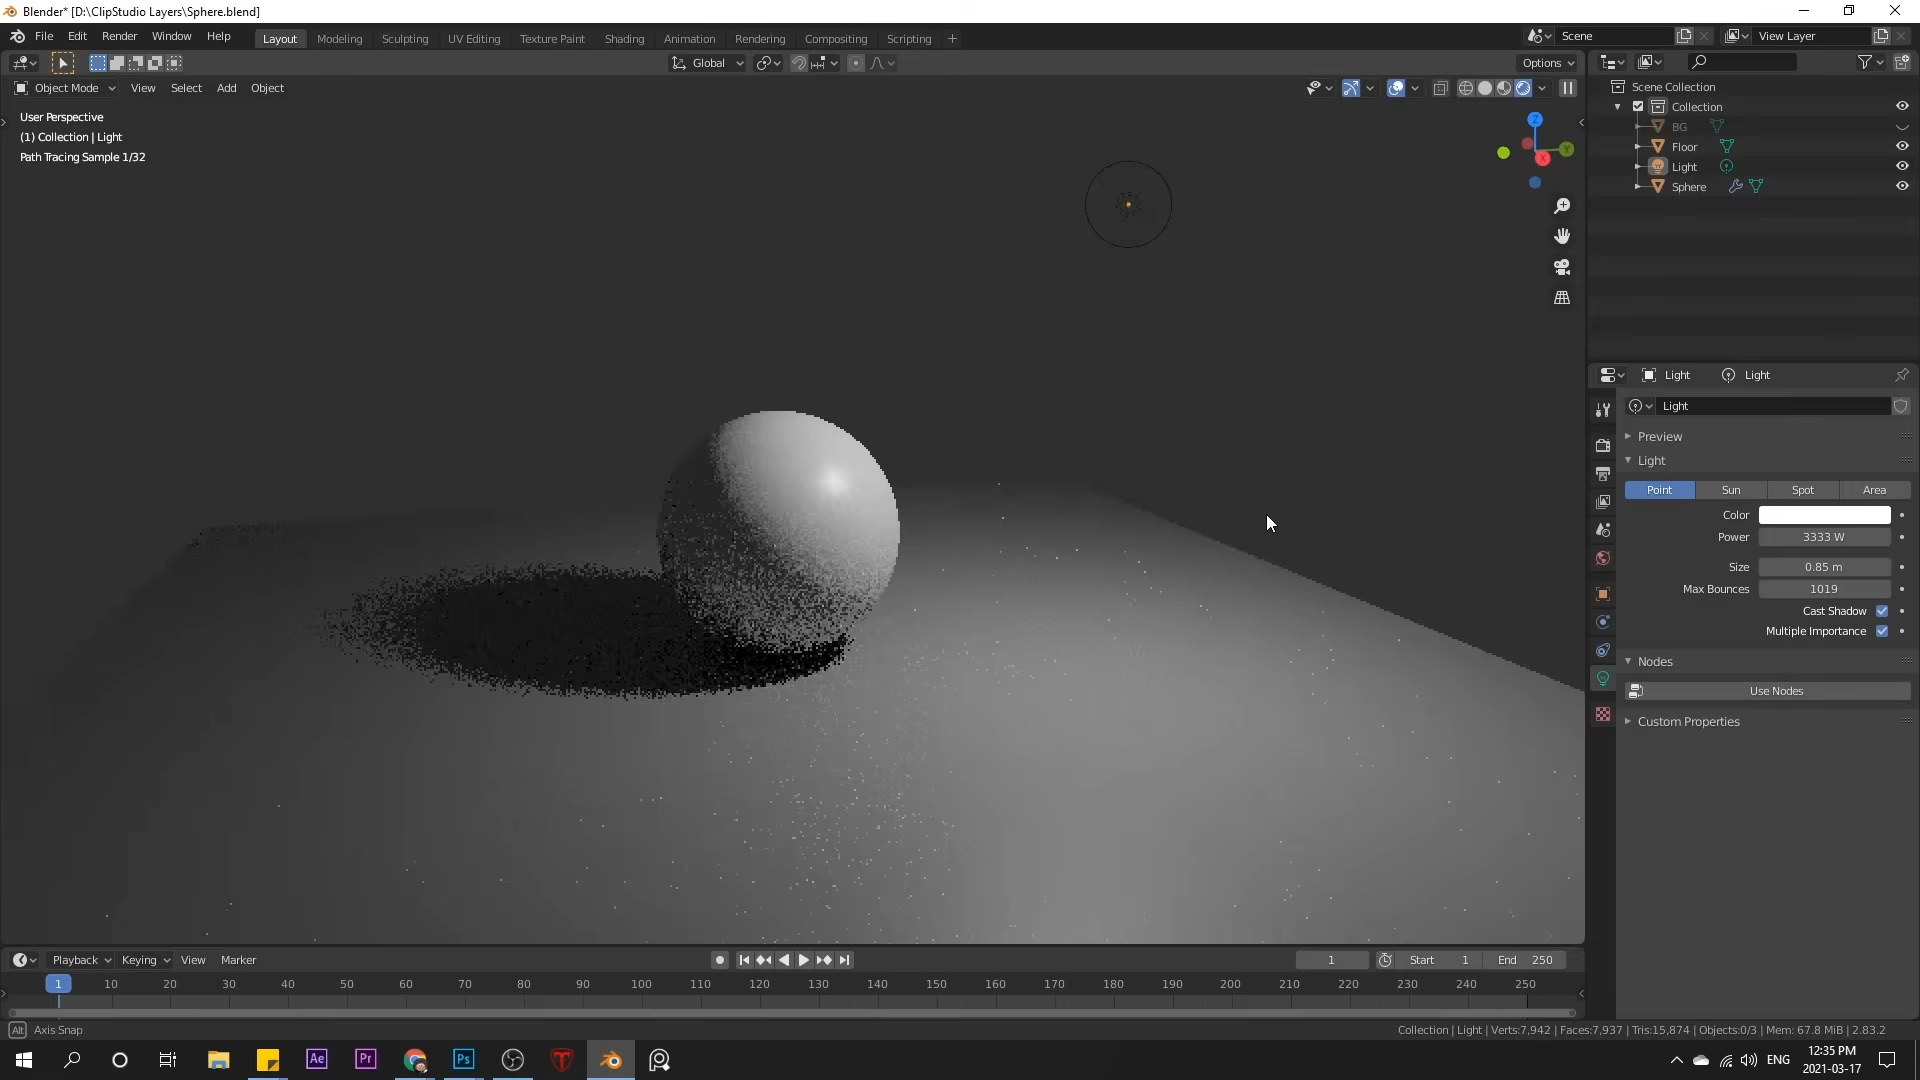 Blender* [D:\ClipStudio Layers\Sphere.blend]
File Edit Render Window Help Layout Modeling Sculpting UV Editing Texture Paint Shading Animation Rendering Compositing Scripting + Scene View Layer
Global Options
Object Mode View Select Add Object
User Perspective
(1) Collection | Light
Path Tracing Sample 1/32
Z
Y
X
Scene Collection
Collection
BG
Floor
Light
Sphere
Light Light
Light
Preview
Light
Point Sun Spot Area
Color
Power 3333 W
Size 0.85 m
Max Bounces 1019
Cast Shadow
Multiple Importance
Nodes
Use Nodes
Custom Properties
Playback Keying View Marker 1 Start 1 End 250
1 10 20 30 40 50 60 70 80 90 100 110 120 130 140 150 160 170 180 190 200 210 220 230 240 250
Alt Axis Snap Collection | Light | Verts:7,942 | Faces:7,937 | Tris:15,874 | Objects:0/3 | Mem: 67.8 MiB | 2.83.2
Ae Pr Ps ENG 12:35 PM
2021-03-17